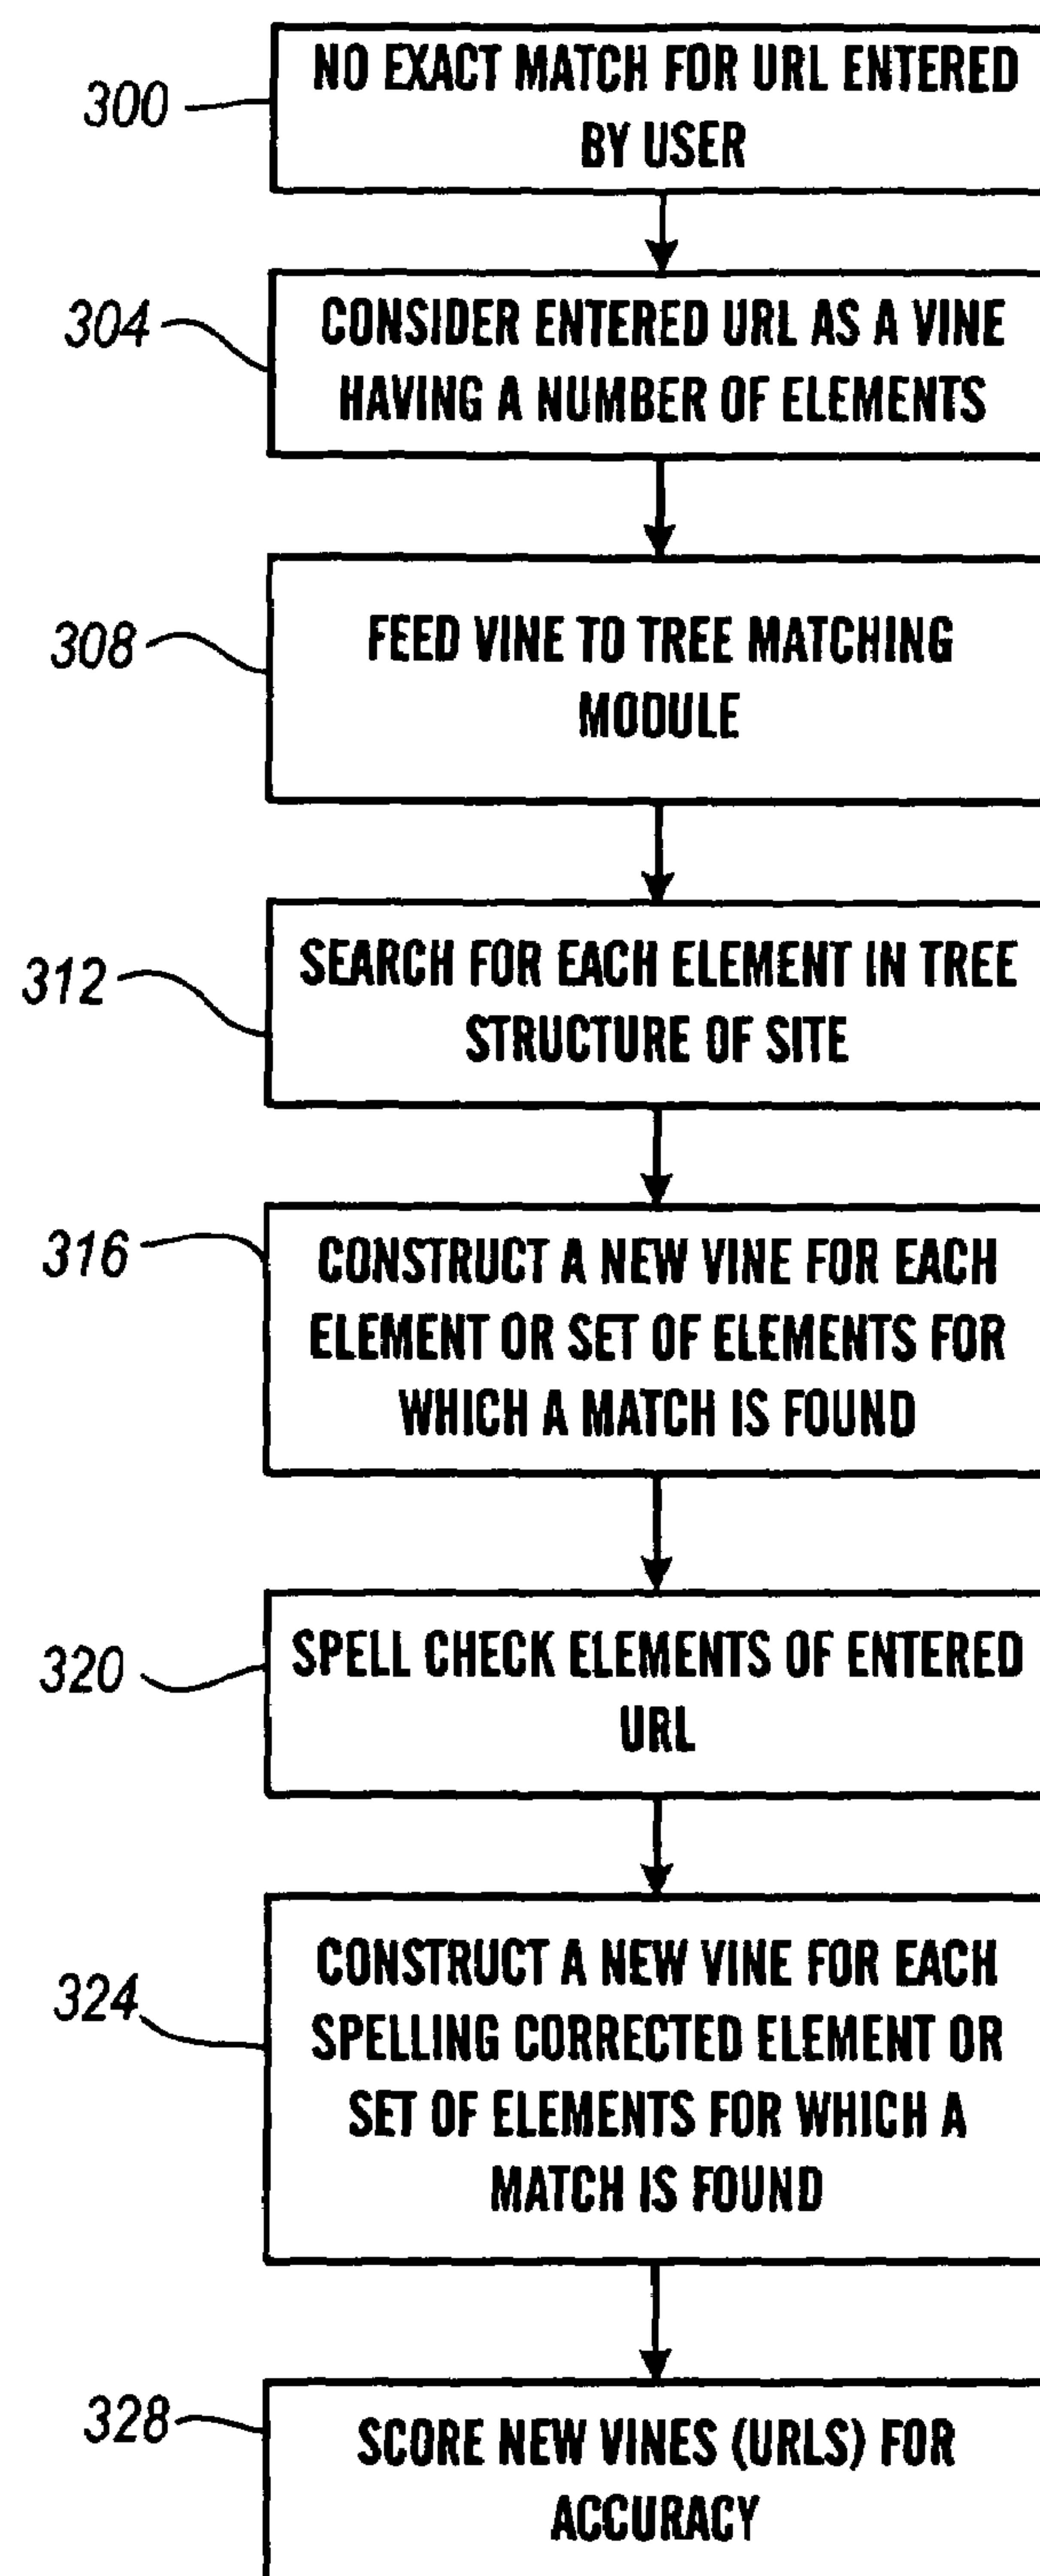 300
NO EXACT MATCH FOR URL ENTERED
BY USER
304
CONSIDER ENTERED URL AS A VINE
HAVING A NUMBER OF ELEMENTS
308
FEED VINE TO TREE MATCHING
MODULE
312
SEARCH FOR EACH ELEMENT IN TREE
STRUCTURE OF SITE
316
CONSTRUCT A NEW VINE FOR EACH
ELEMENT OR SET OF ELEMENTS FOR
WHICH A MATCH IS FOUND
320
SPELL CHECK ELEMENTS OF ENTERED
URL
324
CONSTRUCT A NEW VINE FOR EACH
SPELLING CORRECTED ELEMENT OR
SET OF ELEMENTS FOR WHICH A
MATCH IS FOUND
328
SCORE NEW VINES (URLS) FOR
ACCURACY